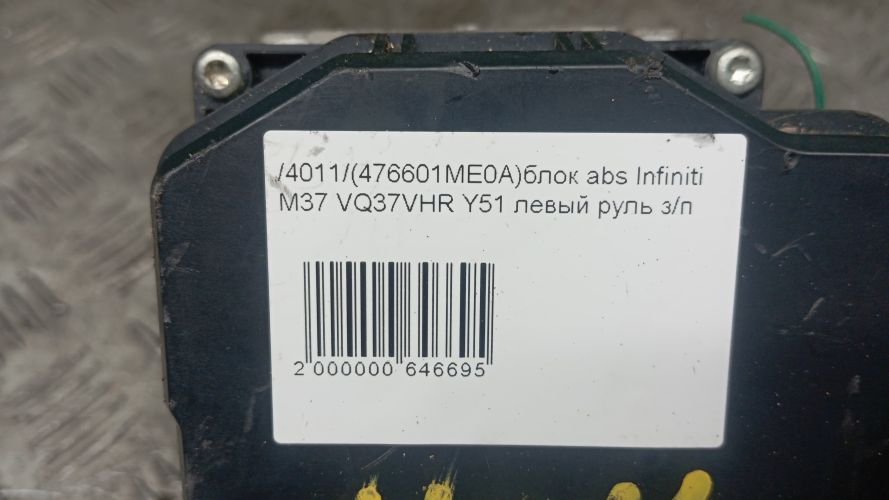 /4011/(476601ME0A)блок abs Infiniti
M37 VQ37VHR Y51 левый руль з/п
2 000000 646695